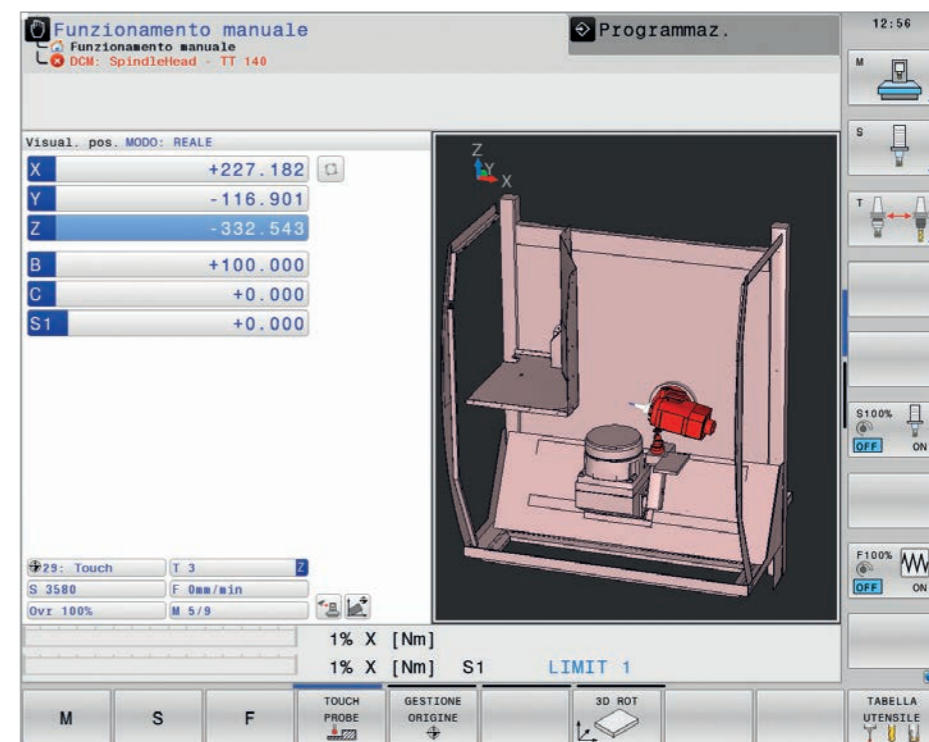 Funzionamento manuale
Funzionamento manuale
DCM: SpindleHead - TT 140
Programmaz.
12:56
Visual. pos. MODO: REALE
X +227.182
Y -116.901
Z -332.543
B +100.000
C +0.000
S1 +0.000
Z
Y
X
M
S
T
S100%
OFF ON
F100%
OFF ON
29: Touch T 3 Z
S 3580 F 0mm/min
Ovr 100% M 5/9
1% X [Nm]
1% X [Nm] S1 LIMIT 1
M
S
F
TOUCH
PROBE
GESTIONE
ORIGINE
3D ROT
TABELLA
UTENSILE